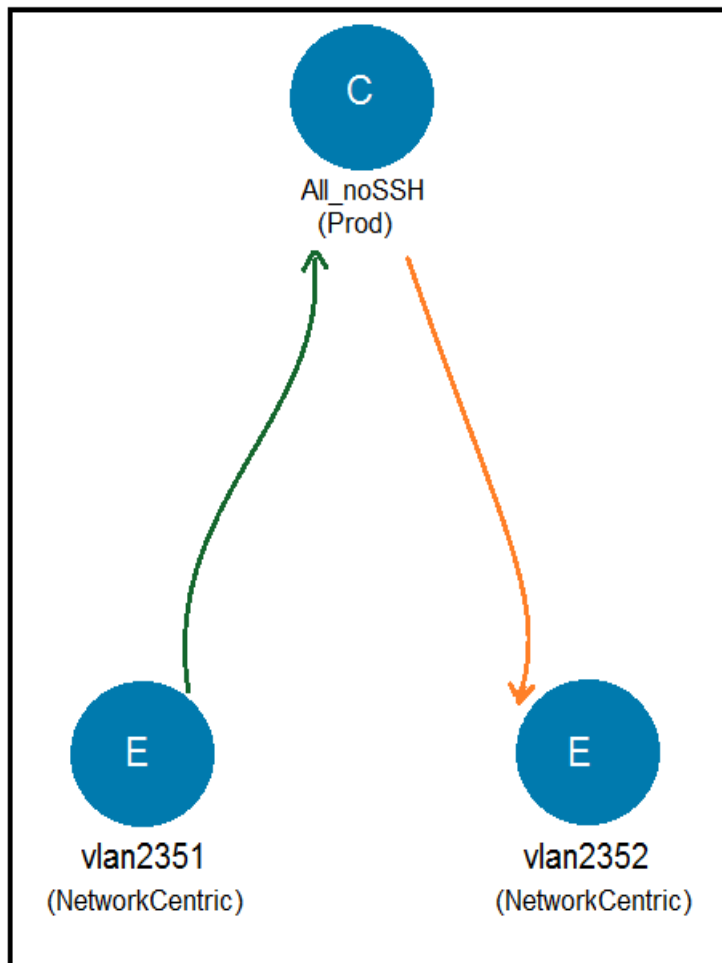 C
All_noSSH
(Prod)
E
E
vlan2351
vlan2352
(NetworkCentric)
(NetworkCentric)